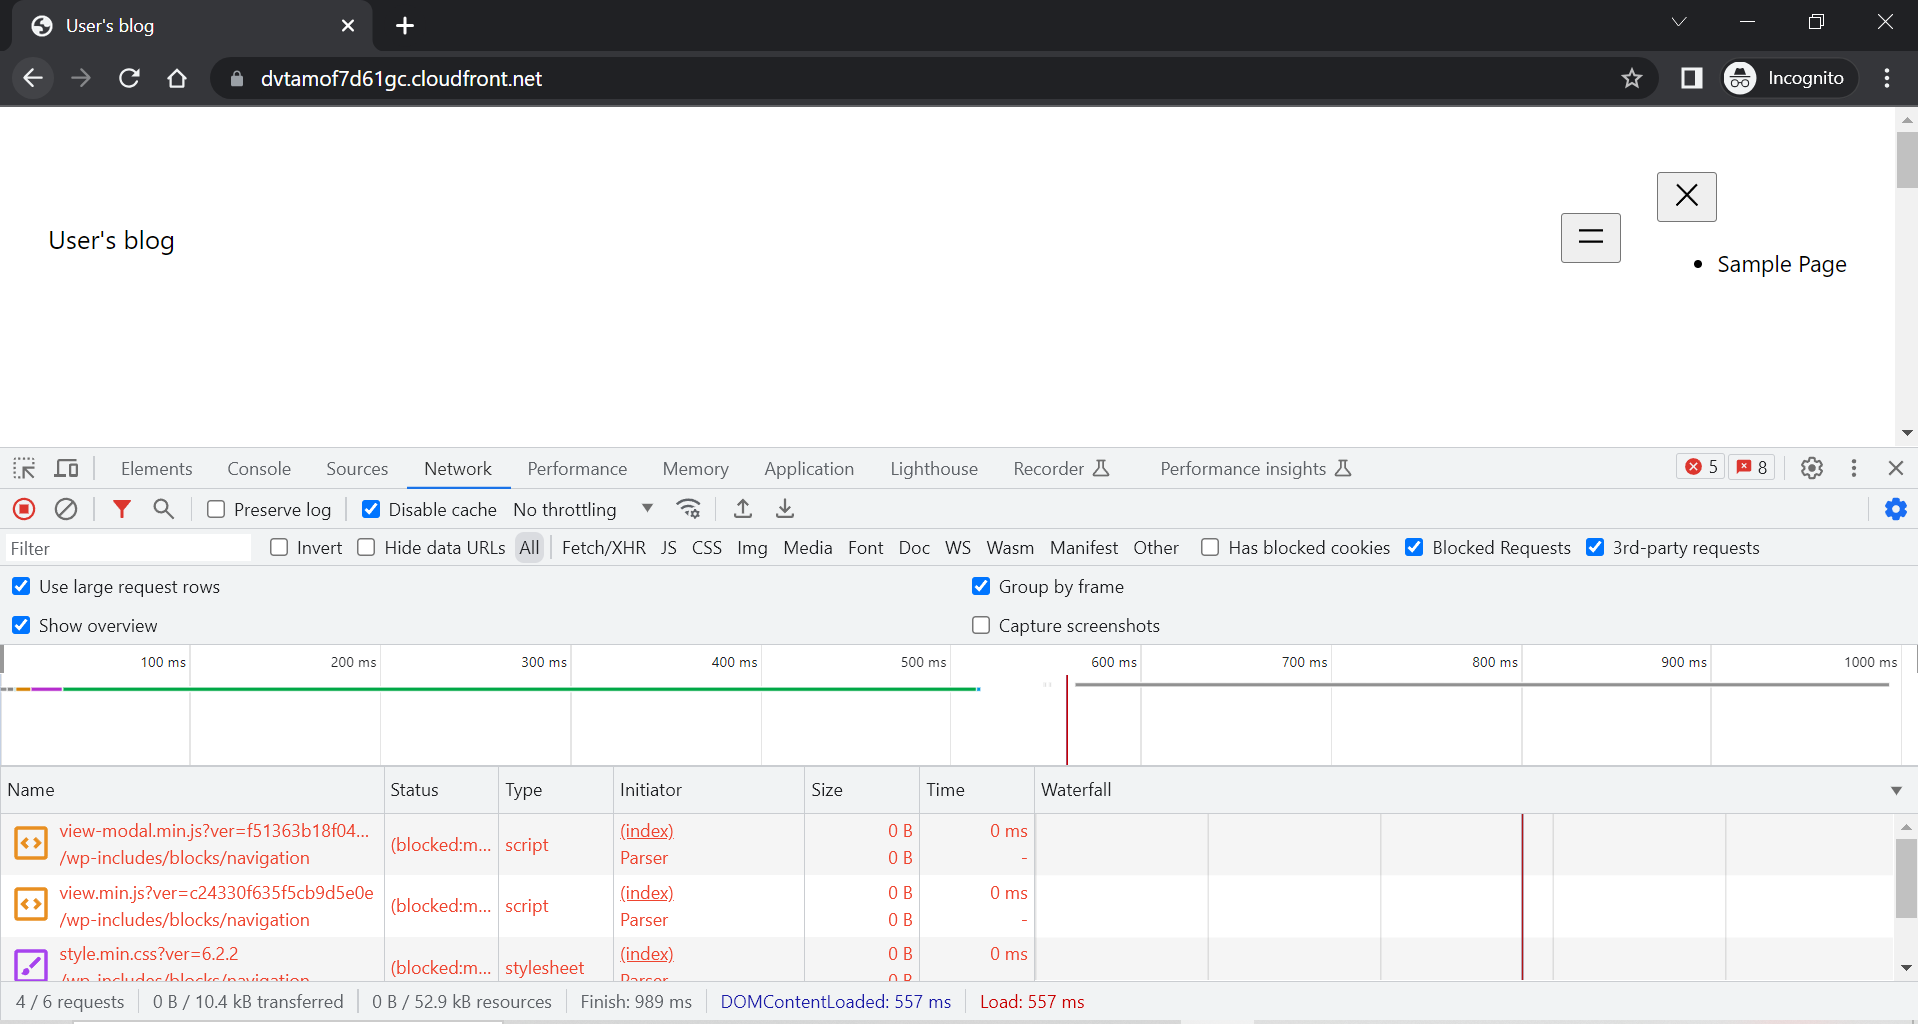 User's blog
dvtamof7d61gc.cloudfront.net
Incognito
User's blog
Sample Page
Elements Console Sources Network Performance Memory Application Lighthouse Recorder Performance insights 5 8
Preserve log Disable cache No throttling
Filter Invert Hide data URLs All Fetch/XHR JS CSS Img Media Font Doc WS Wasm Manifest Other Has blocked cookies Blocked Requests 3rd-party requests
Use large request rows Group by frame
Show overview Capture screenshots
100 ms 200 ms 300 ms 400 ms 500 ms 600 ms 700 ms 800 ms 900 ms 1000 ms
Name Status Type Initiator Size Time Waterfall
view-modal.min.js?ver=f51363b18f04... (blocked:m... script (index) 0 B 0 ms
/wp-includes/blocks/navigation Parser 0 B -
view.min.js?ver=c24330f635f5cb9d5e0e (blocked:m... script (index) 0 B 0 ms
/wp-includes/blocks/navigation Parser 0 B -
style.min.css?ver=6.2.2 (blocked:m... stylesheet (index) 0 B 0 ms
/wp-includes/blocks/navigation Parser 0 B
4 / 6 requests 0 B / 10.4 kB transferred 0 B / 52.9 kB resources Finish: 989 ms DOMContentLoaded: 557 ms Load: 557 ms